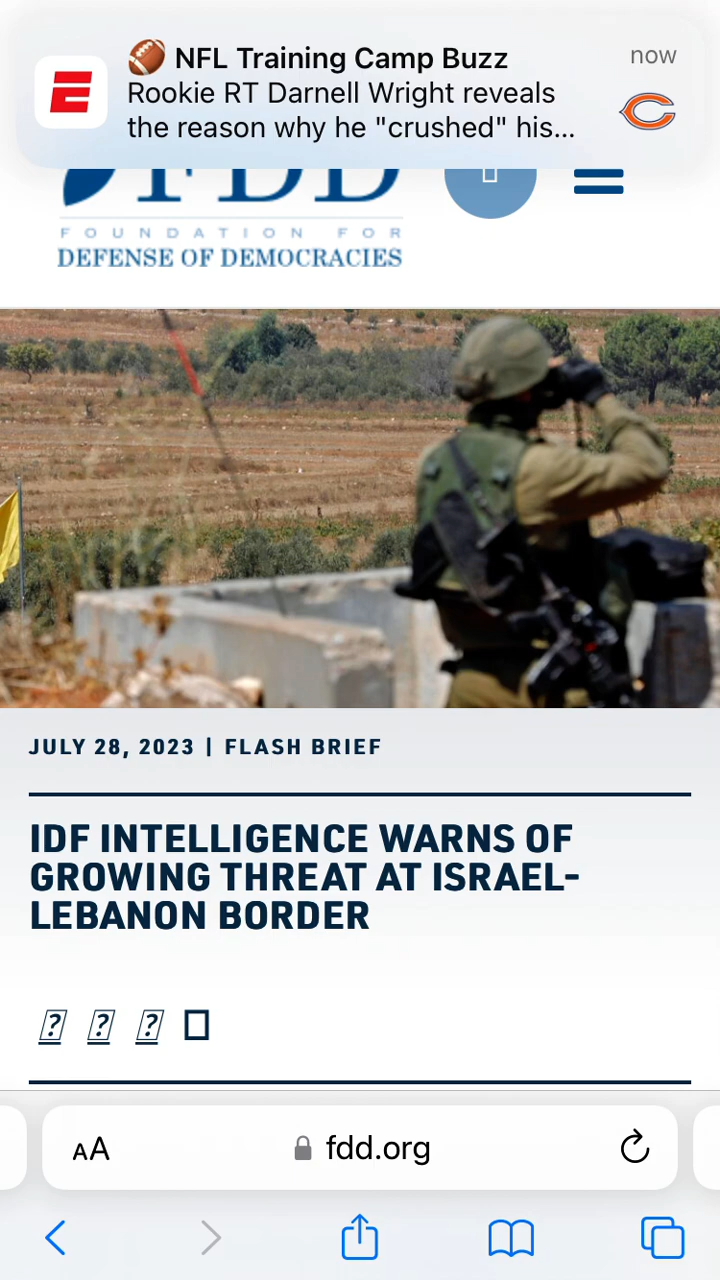 🏈 NFL Training Camp Buzz
now
Rookie RT Darnell Wright reveals
the reason why he "crushed" his...
FDD
FOUNDATION FOR
DEFENSE OF DEMOCRACIES
JULY 28, 2023 | FLASH BRIEF
IDF INTELLIGENCE WARNS OF
GROWING THREAT AT ISRAEL-
LEBANON BORDER
AA
fdd.org